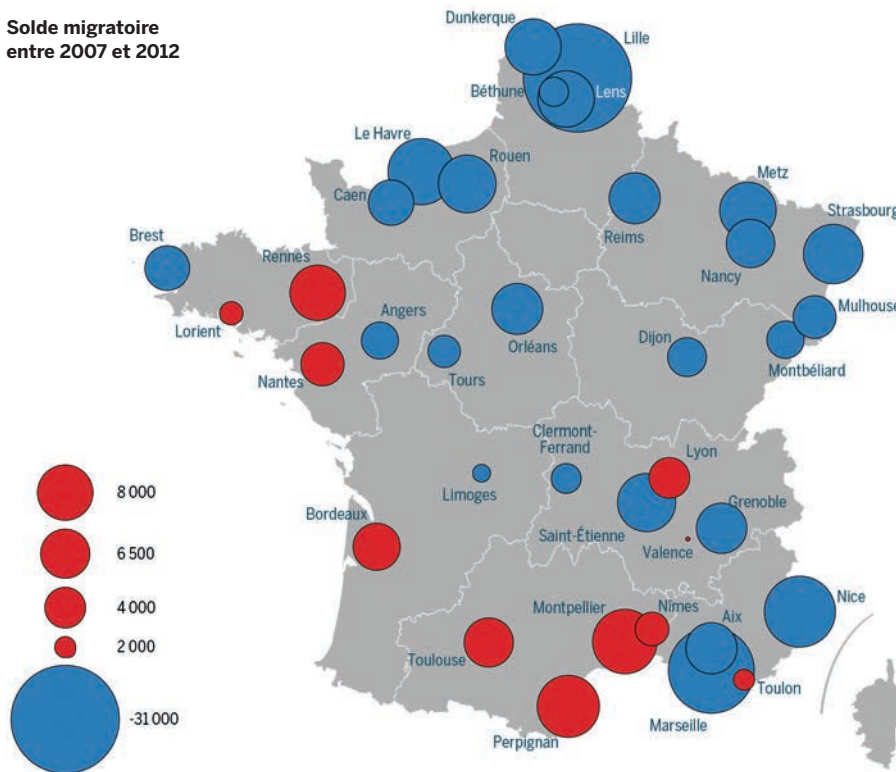 Solde migratoire
entre 2007 et 2012
Dunkerque
Lille
Béthune
Lens
Le Havre
Rouen
Caen
Metz
Reims
Strasbourg
Nancy
Brest
Rennes
Lorient
Angers
Orléans
Mulhouse
Dijon
Montbéliard
Nantes
Tours
Clermont-
Ferrand
Lyon
Limoges
Grenoble
Bordeaux
Saint-Étienne
Valence
Montpellier
Nîmes
Aix
Nice
Toulouse
Toulon
Marseille
Perpignan
8 000
6 500
4 000
2 000
-31 000